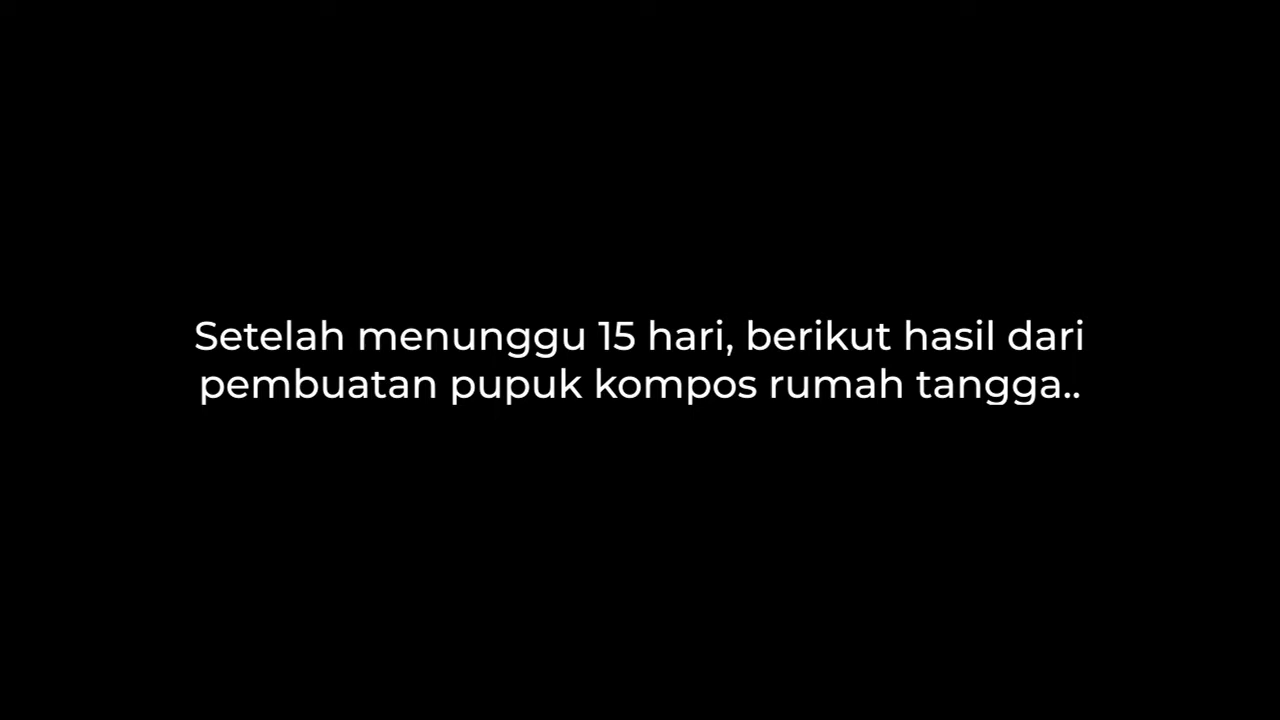 Setelah menunggu 15 hari, berikut hasil dari
pembuatan pupuk kompos rumah tangga..